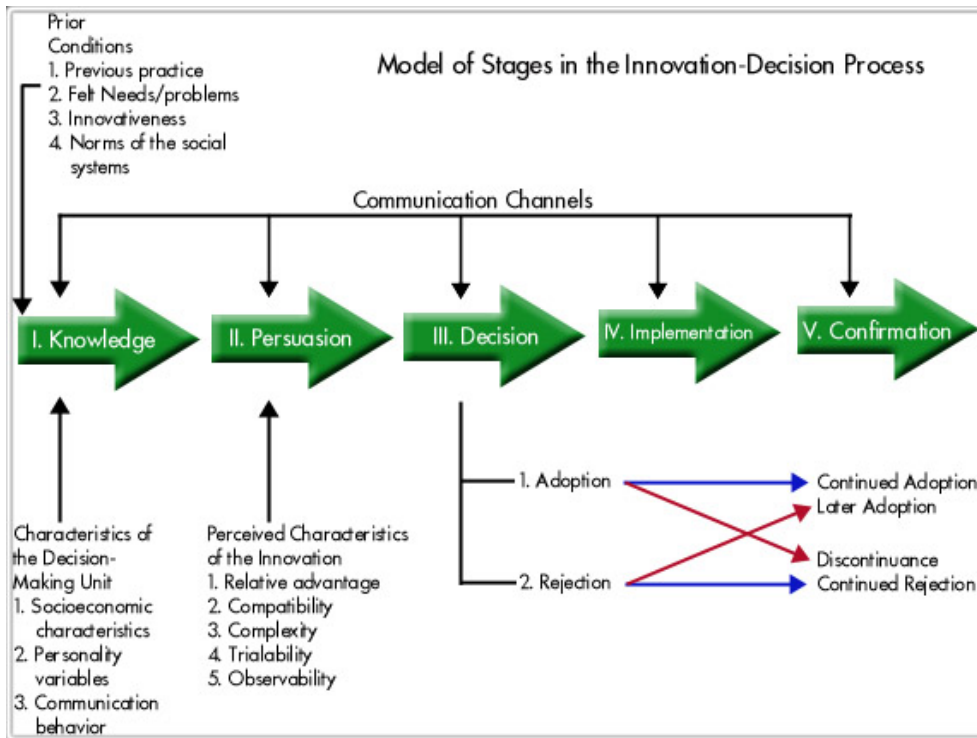 Prior
Conditions
1. Previous practice
2. Felt Needs/problems
3. Innovativeness
4. Norms of the social
systems
Model of Stages in the Innovation-Decision Process
Communication Channels
I. Knowledge
II. Persuasion
III. Decision
IV. Implementation
V. Confirmation
1. Adoption
Continued Adoption
Later Adoption
Discontinuance
2. Rejection
Continued Rejection
Characteristics of
the Decision-
Making Unit
1. Socioeconomic
characteristics
2. Personality
variables
3. Communication
behavior
Perceived Characteristics
of the Innovation
1. Relative advantage
2. Compatibility
3. Complexity
4. Trialability
5. Observability